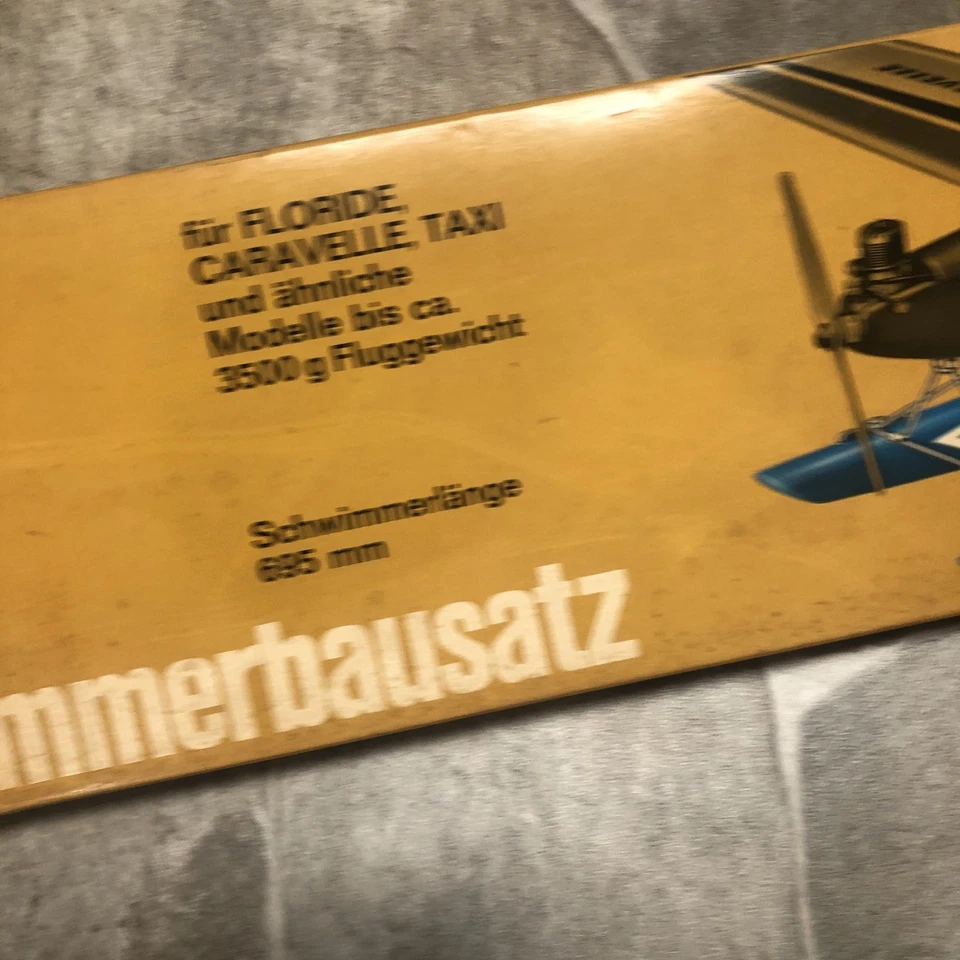 für FLORIDE,
CARAVELLE, TAXI
und ähnliche
Modelle bis ca.
3500 g Fluggewicht
Schwimmerlänge
695 mm
mmerbausatz